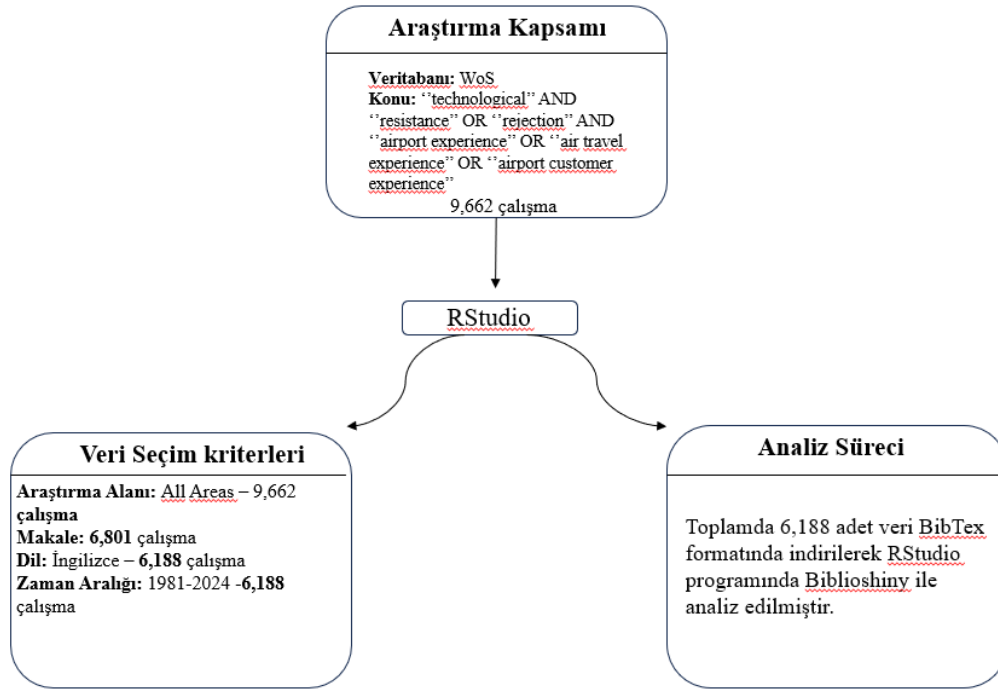 Araştırma Kapsamı
Veritabanı: WoS
Konu: ‘’technological’’ AND
‘’resistance’’ OR ‘’rejection’’ AND
‘’airport experience’’ OR ‘’air travel
experience’’ OR ‘’airport customer
experience’’
9,662 çalışma
RStudio
Veri Seçim kriterleri
Araştırma Alanı: All Areas – 9,662
çalışma
Makale: 6,801 çalışma
Dil: İngilizce – 6,188 çalışma
Zaman Aralığı: 1981-2024 -6,188
çalışma
Analiz Süreci
Toplamda 6,188 adet veri BibTex
formatında indirilerek RStudio
programında Biblioshiny ile
analiz edilmiştir.